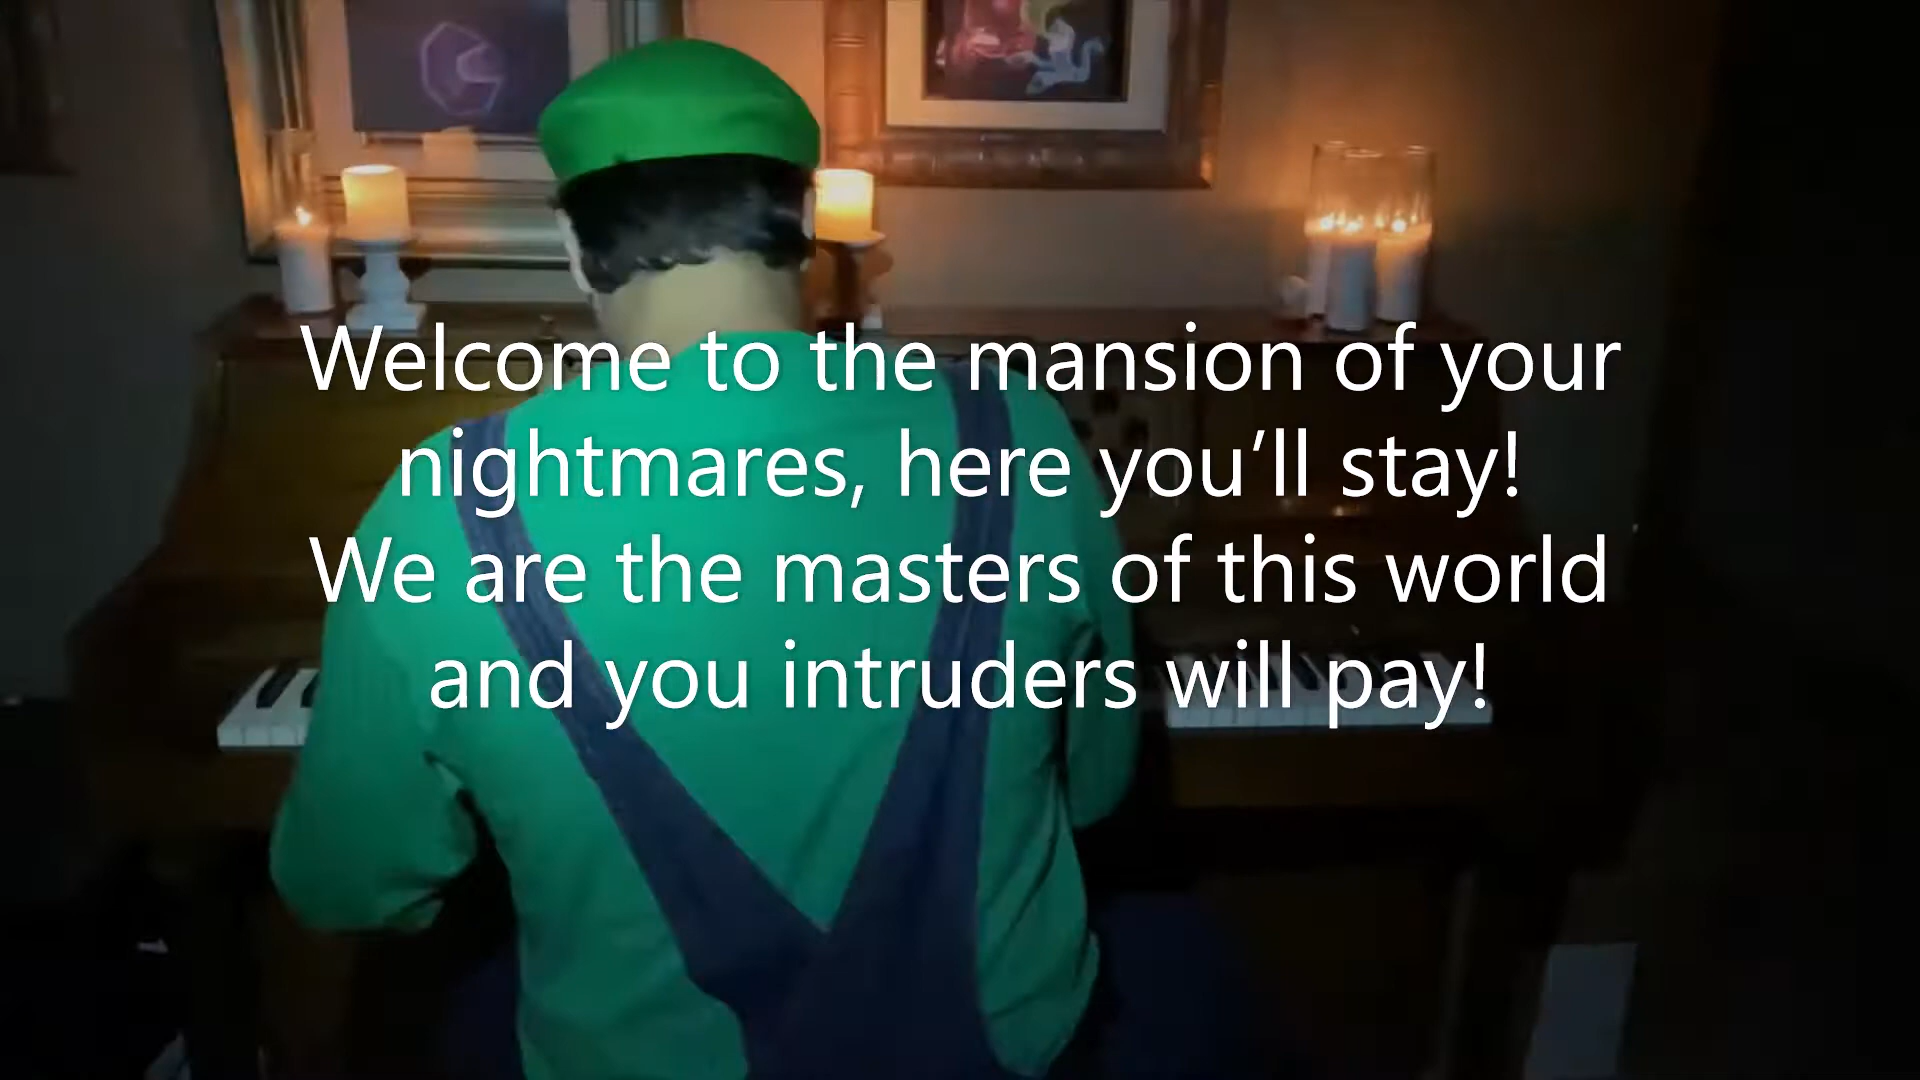 Welcome to the mansion of your
nightmares, here you’ll stay!
We are the masters of this world
and you intruders will pay!